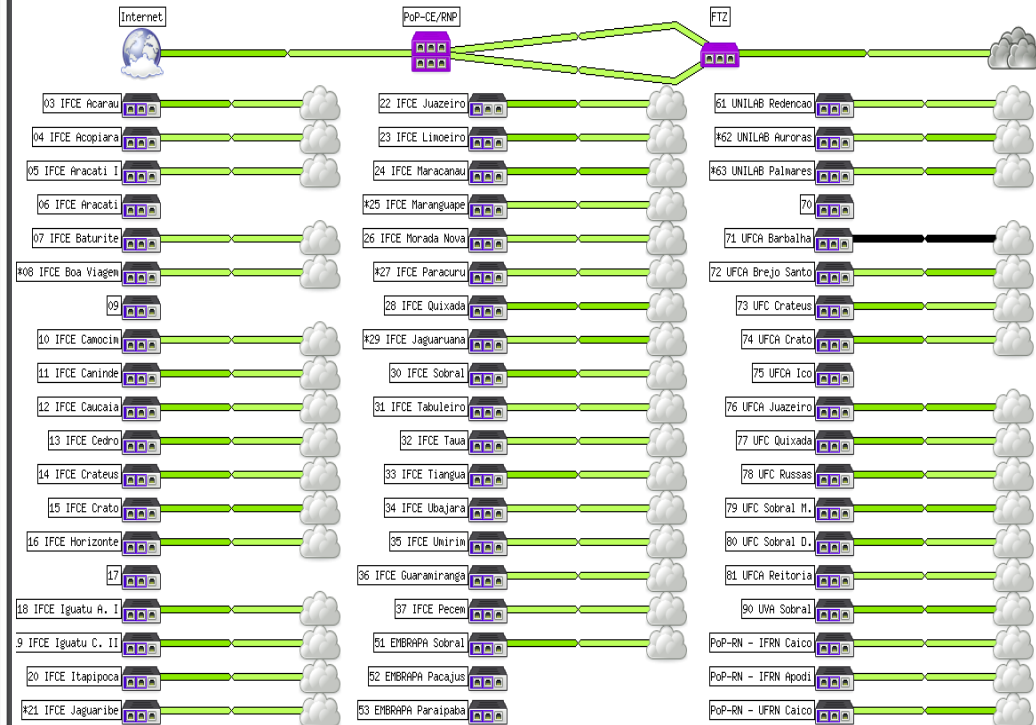 Internet
PoP-CE/RNP
FTZ
03 IFCE Acarau
04 IFCE Acopiara
05 IFCE Aracati I
06 IFCE Aracati
07 IFCE Baturite
*08 IFCE Boa Viagem
09
10 IFCE Camocim
11 IFCE Caninde
12 IFCE Caucaia
13 IFCE Cedro
14 IFCE Crateus
15 IFCE Crato
16 IFCE Horizonte
17
18 IFCE Iguatu A. I
9 IFCE Iguatu C. II
20 IFCE Itapipoca
*21 IFCE Jaguaribe
22 IFCE Juazeiro
23 IFCE Limoeiro
24 IFCE Maracanau
*25 IFCE Maranguape
26 IFCE Morada Nova
*27 IFCE Paracuru
28 IFCE Quixada
*29 IFCE Jaguaruana
30 IFCE Sobral
31 IFCE Tabuleiro
32 IFCE Taua
33 IFCE Tiangua
34 IFCE Ubajara
35 IFCE Umirim
36 IFCE Guaramiranga
37 IFCE Pecem
51 EMBRAPA Sobral
52 EMBRAPA Pacajus
53 EMBRAPA Paraipaba
61 UNILAB Redencao
*62 UNILAB Auroras
*63 UNILAB Palmares
70
71 UFCA Barbalha
72 UFCA Brejo Santo
73 UFC Crateus
74 UFCA Crato
75 UFCA Ico
76 UFCA Juazeiro
77 UFC Quixada
78 UFC Russas
79 UFC Sobral M.
80 UFC Sobral D.
81 UFCA Reitoria
90 UVA Sobral
PoP-RN - IFRN Caico
PoP-RN - IFRN Apodi
PoP-RN - UFRN Caico